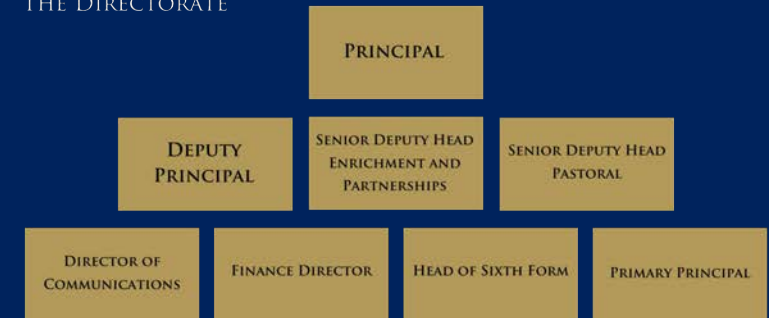 THE DIRECTORATE
PRINCIPAL
DEPUTY
PRINCIPAL
SENIOR DEPUTY HEAD
ENRICHMENT AND
PARTNERSHIPS
SENIOR DEPUTY HEAD
PASTORAL
DIRECTOR OF
COMMUNICATIONS
FINANCE DIRECTOR
HEAD OF SIXTH FORM
PRIMARY PRINCIPAL